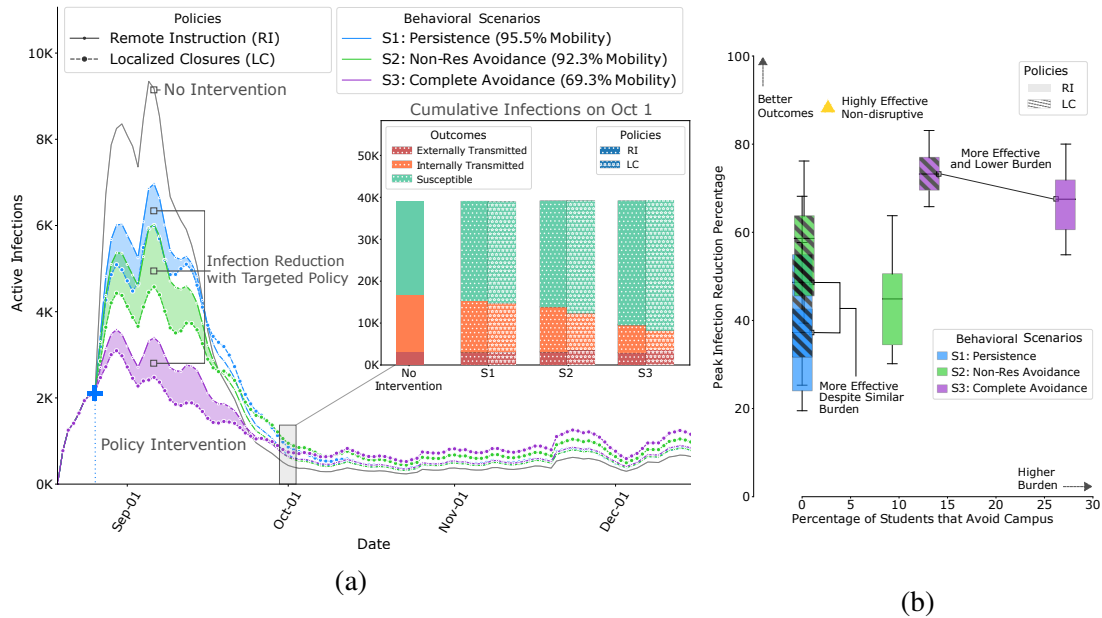 Policies
Remote Instruction (RI)
Localized Closures (LC)
Behavioral Scenarios
S1: Persistence (95.5% Mobility)
S2: Non-Res Avoidance (92.3% Mobility)
S3: Complete Avoidance (69.3% Mobility)
10K
8K
6K
4K
2K
0K
Active Infections
No Intervention
Infection Reduction
with Targeted Policy
Policy Intervention
Sep-01
Oct-01
Nov-01
Dec-01
Date
Cumulative Infections on Oct 1
Outcomes
Externally Transmitted
Internally Transmitted
Susceptible
Policies
RI
LC
50K
40K
30K
20K
10K
0K
No
Intervention
S1
S2
S3
(a)
100
80
60
40
20
0
Peak Infection Reduction Percentage
Better
Outcomes
Highly Effective
Non-disruptive
Policies
RI
LC
More Effective
and Lower Burden
More Effective
Despite Similar
Burden
Behavioral Scenarios
S1: Persistence
S2: Non-Res Avoidance
S3: Complete Avoidance
Higher
Burden
0
5
10
15
20
25
30
Percentage of Students that Avoid Campus
(b)